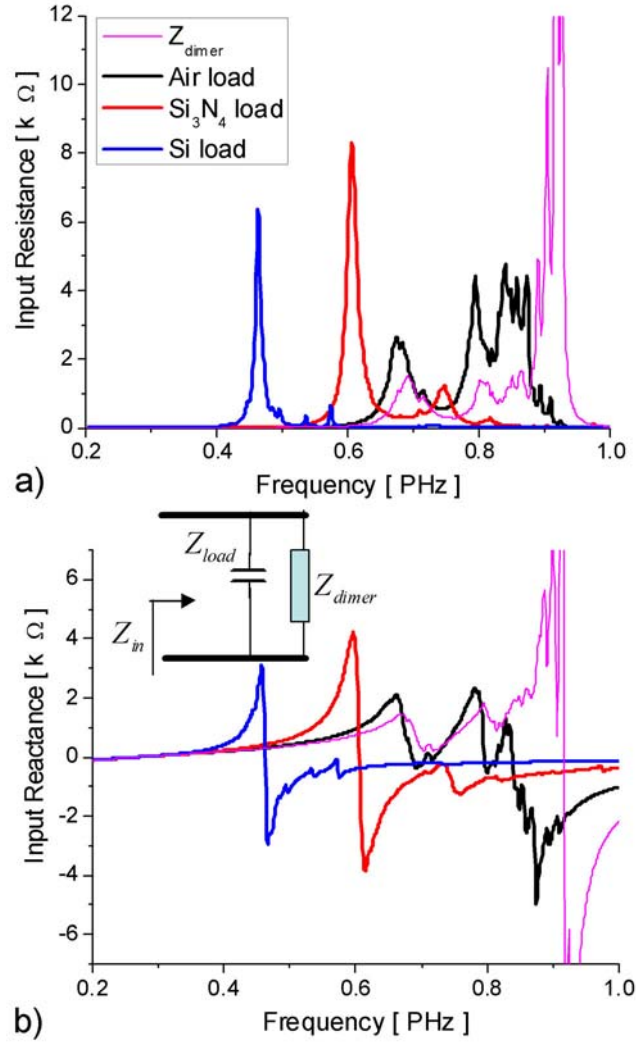 12
10
8
6
4
2
0
Input Resistance [ k Ω ]
Z_dimer
Air load
Si₃N₄ load
Si load
0.2 0.4 0.6 0.8 1.0
Frequency [ PHz ]
a)
6
4
2
0
-2
-4
-6
Input Reactance [ k Ω ]
Z_load
Z_dimer
Z_in
0.2 0.4 0.6 0.8 1.0
Frequency [ PHz ]
b)